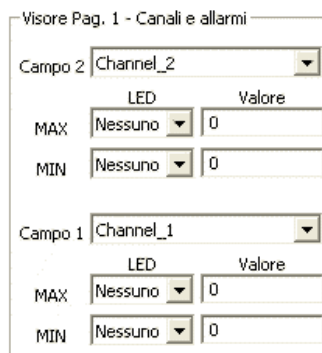 Visore Pag. 1 - Canali e allarmi
Campo 2 Channel_2
LED Valore
MAX Nessuno 0
MIN Nessuno 0
Campo 1 Channel_1
LED Valore
MAX Nessuno 0
MIN Nessuno 0